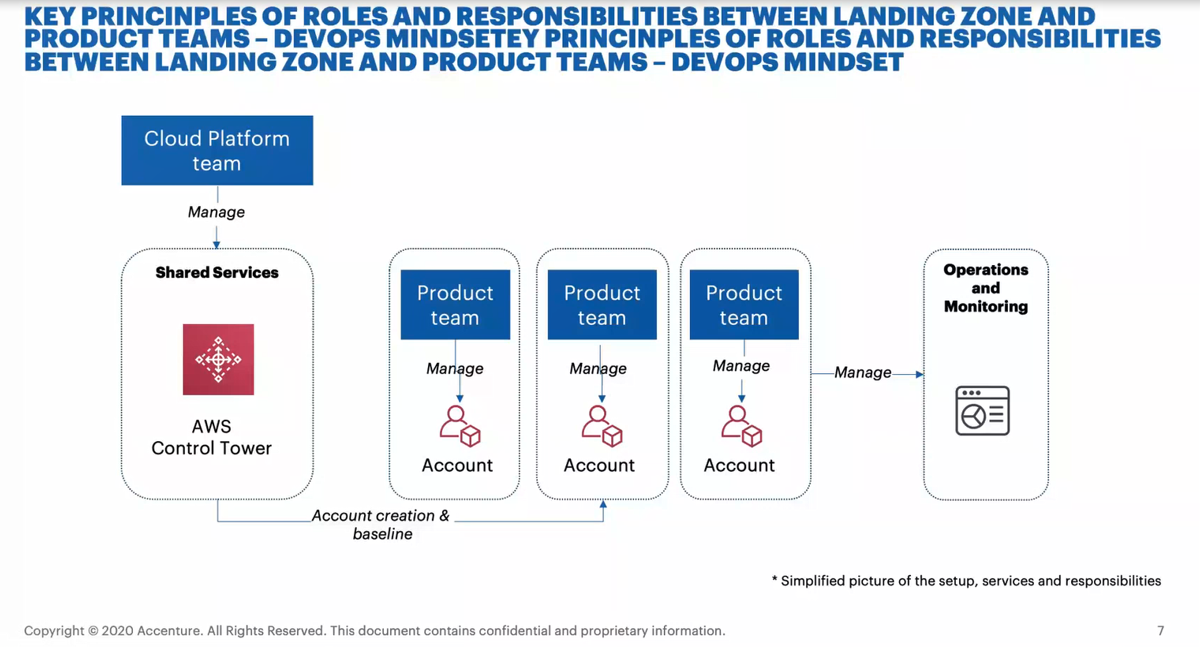 KEY PRINCINPLES OF ROLES AND RESPONSIBILITIES BETWEEN LANDING ZONE AND
PRODUCT TEAMS – DEVOPS MINDSETEY PRINCINPLES OF ROLES AND RESPONSIBILITIES
BETWEEN LANDING ZONE AND PRODUCT TEAMS – DEVOPS MINDSET
Cloud Platform
team
Manage
Shared Services
AWS
Control Tower
Product
team
Manage
Account
Product
team
Manage
Account
Product
team
Manage
Account
Manage
Operations
and
Monitoring
Account creation &
baseline
* Simplified picture of the setup, services and responsibilities
Copyright © 2020 Accenture. All Rights Reserved. This document contains confidential and proprietary information.
7